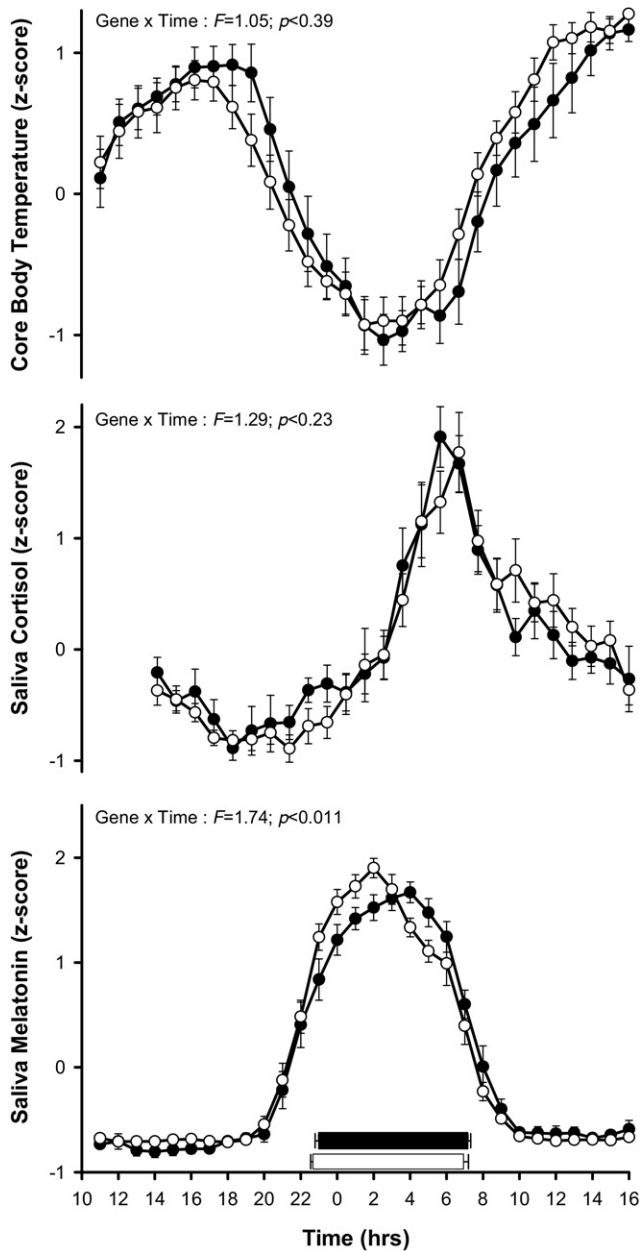 Gene x Time : F=1.05; p<0.39
Core Body Temperature (z-score)
1
0
-1
Gene x Time : F=1.29; p<0.23
Saliva Cortisol (z-score)
2
1
0
-1
Gene x Time : F=1.74; p<0.011
Saliva Melatonin (z-score)
2
1
0
-1
10 12 14 16 18 20 22 0 2 4 6 8 10 12 14 16
Time (hrs)